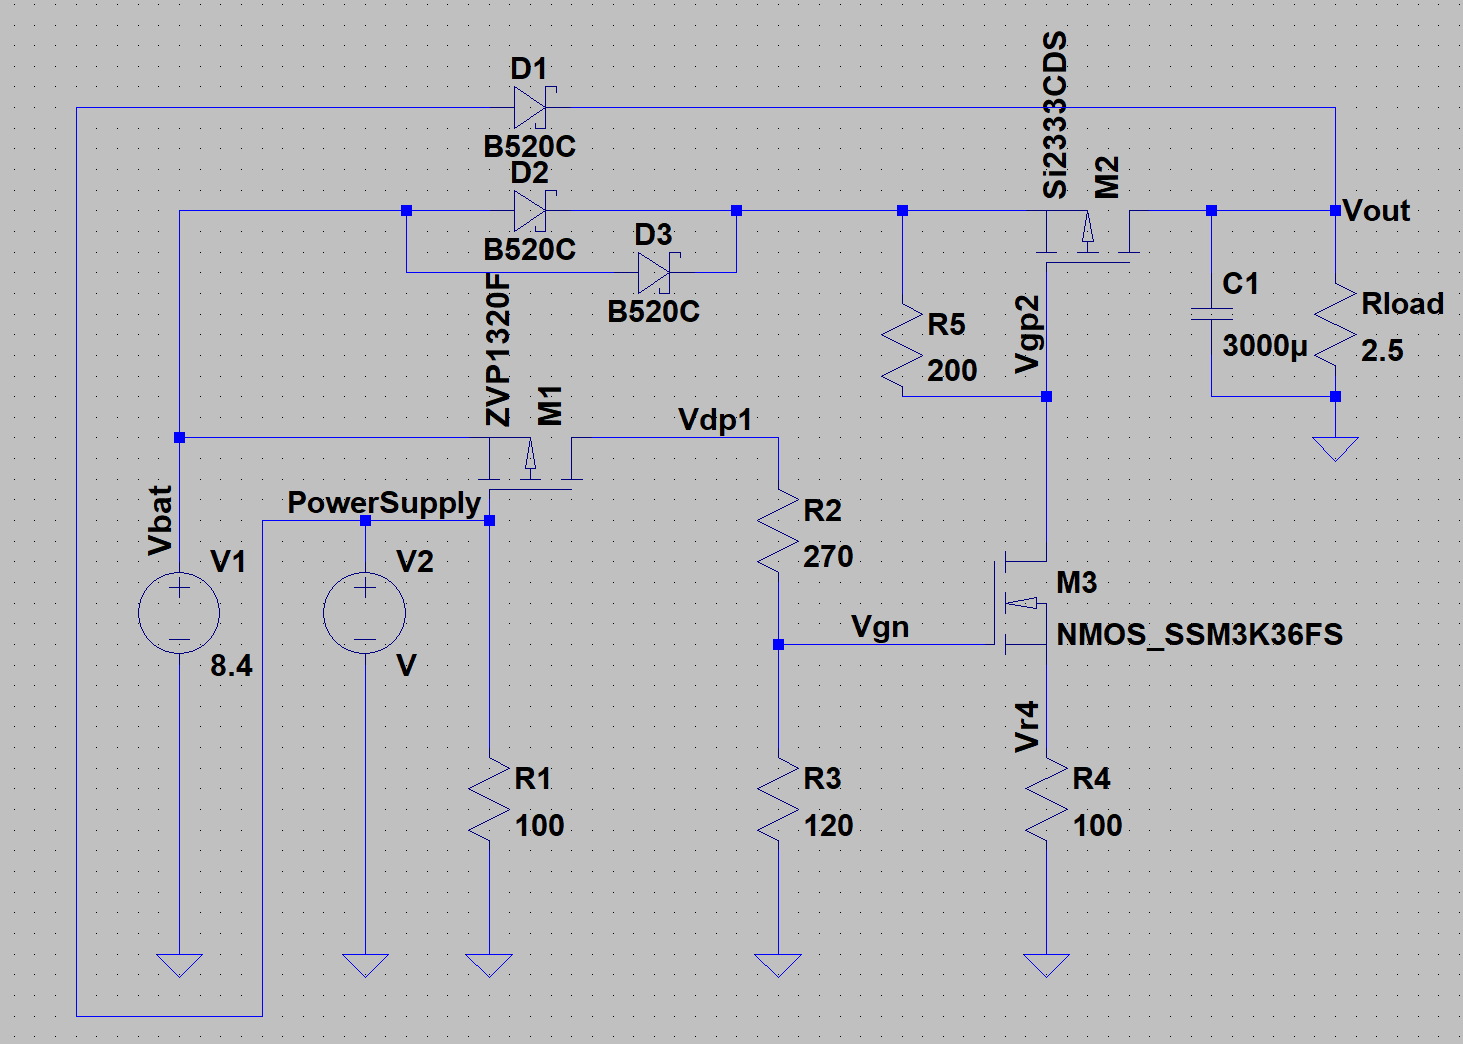 D1
B520C
D2
B520C
D3
B520C
Si2333CDS
M2
Vout
C1
3000µ
Rload
2.5
R5
200
Vgp2
ZVP1320F
M1
Vdp1
PowerSupply
Vbat
V1
8.4
V2
V
R2
270
Vgn
M3
NMOS_SSM3K36FS
Vr4
R1
100
R3
120
R4
100